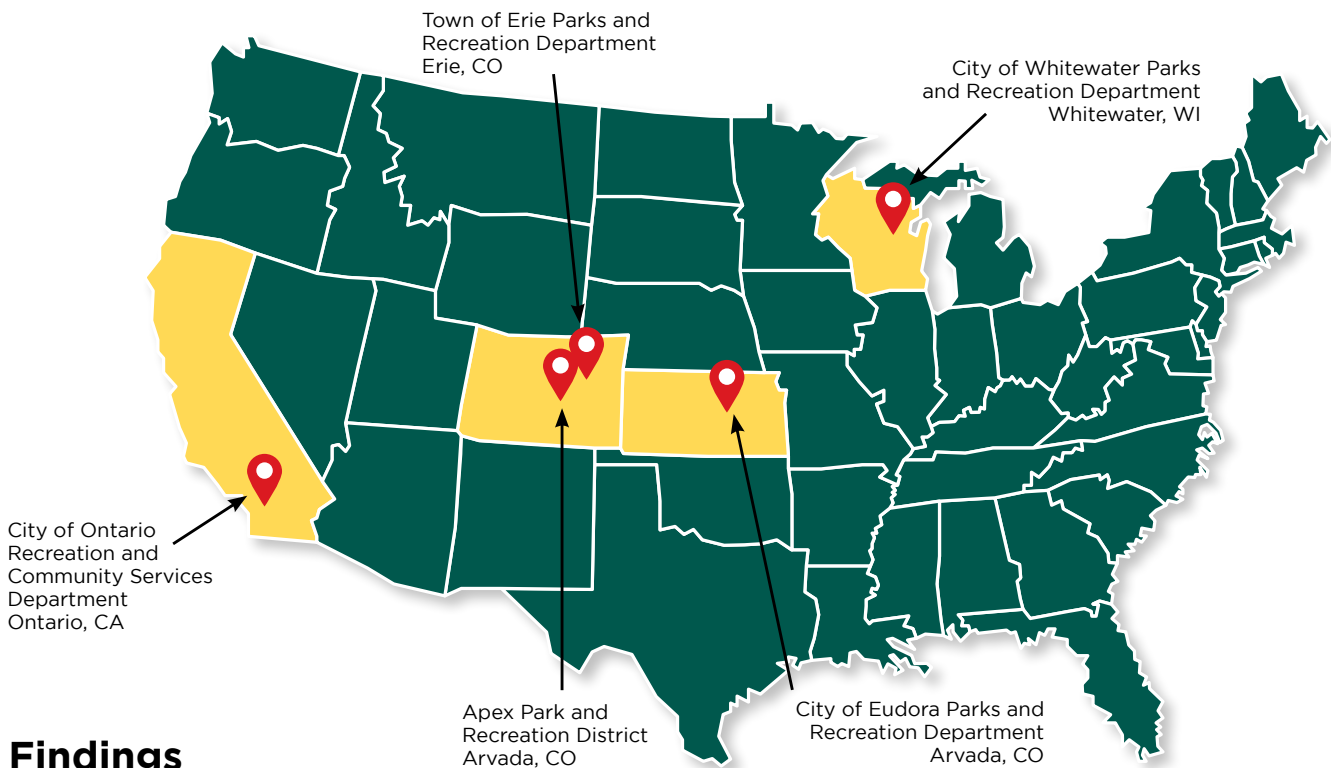 Town of Erie Parks and
Recreation Department
Erie, CO
City of Whitewater Parks
and Recreation Department
Whitewater, WI
City of Ontario
Recreation and
Community Services
Department
Ontario, CA
Apex Park and
Recreation District
Arvada, CO
City of Eudora Parks and
Recreation Department
Arvada, CO
Findings